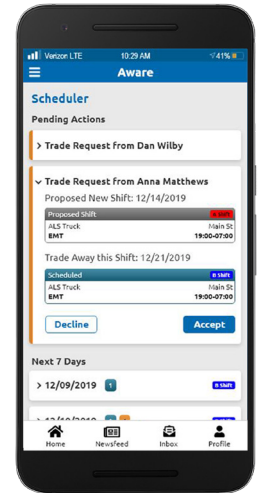 Verizon LTE 10:29 AM 41%
Aware
Scheduler
Pending Actions
Trade Request from Dan Wilby
Trade Request from Anna Matthews
Proposed New Shift: 12/14/2019
Proposed Shift A Shift
ALS Truck Main St
EMT 19:00-07:00
Trade Away this Shift: 12/21/2019
Scheduled B Shift
ALS Truck Main St
EMT 19:00-07:00
Decline Accept
Next 7 Days
12/09/2019 1 B Shift
Home Newsfeed Inbox Profile